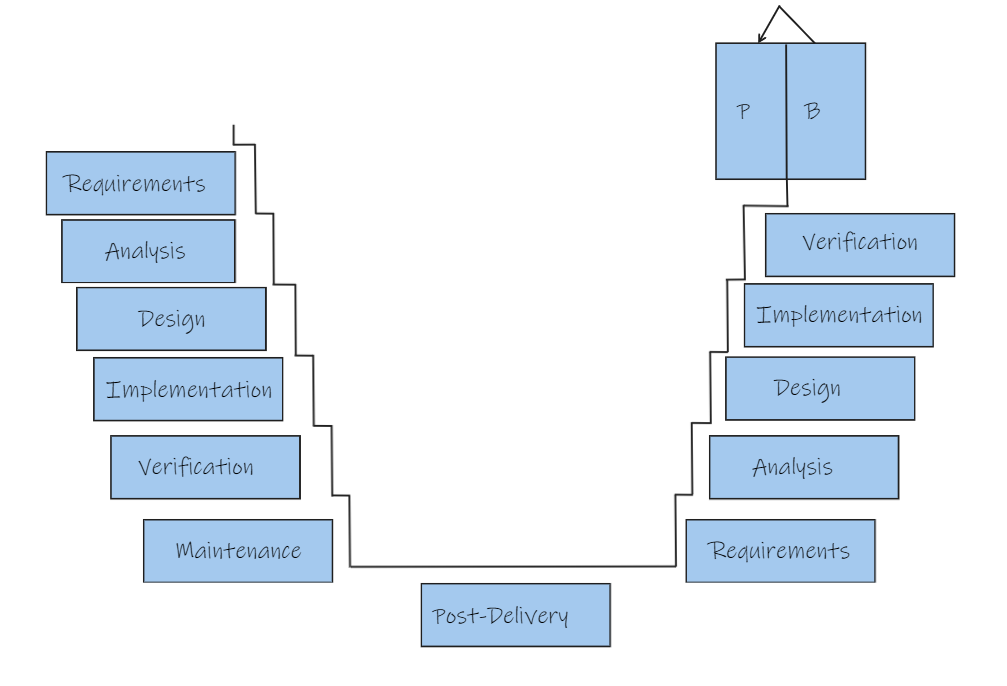 P
B
Requirements
Analysis
Design
Implementation
Verification
Maintenance
Post-Delivery
Verification
Implementation
Design
Analysis
Requirements